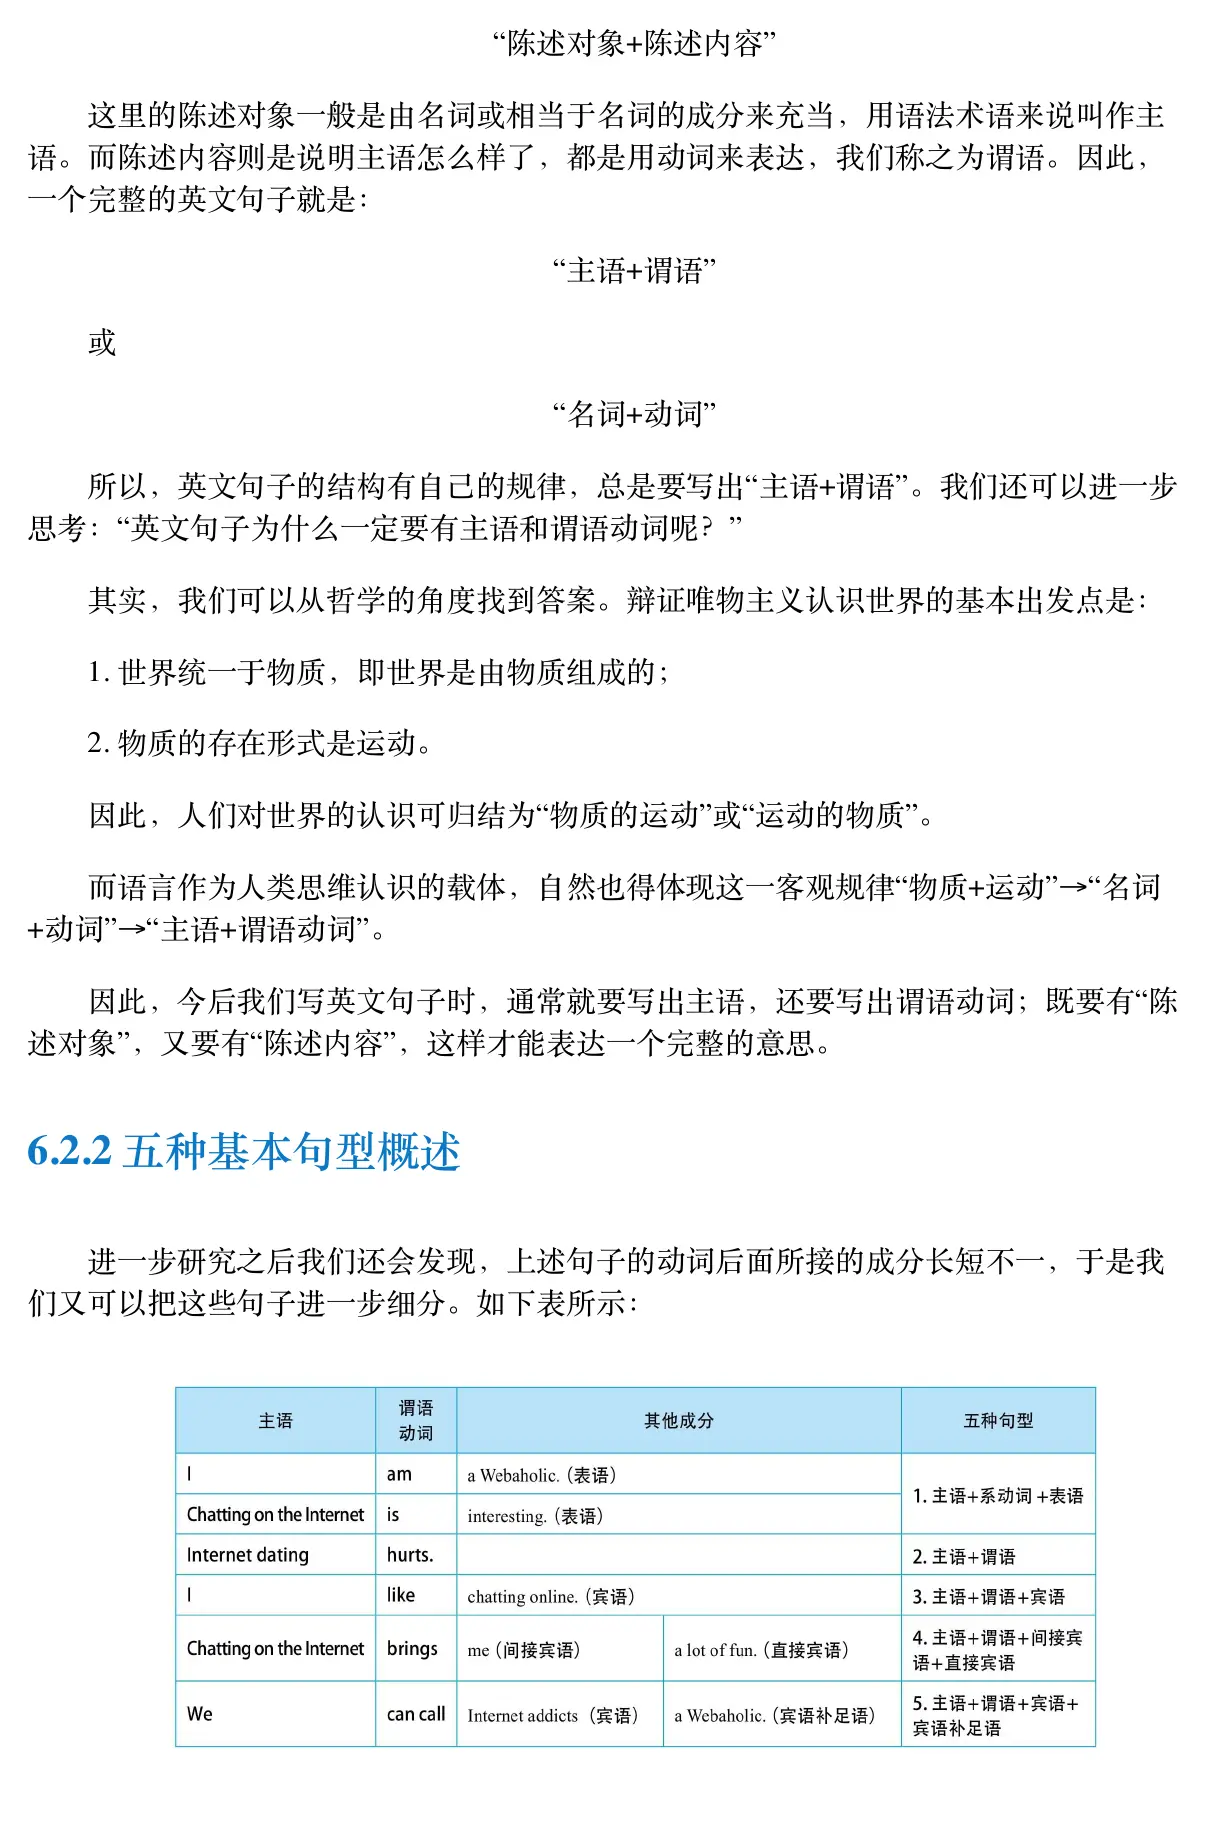 “陈述对象+陈述内容”
这里的陈述对象一般是由名词或相当于名词的成分来充当，用语法术语来说叫作主
语。而陈述内容则是说明主语怎么样了，都是用动词来表达，我们称之为谓语。因此，
一个完整的英文句子就是：
“主语+谓语”
或
“名词+动词”
所以，英文句子的结构有自己的规律，总是要写出“主语+谓语”。我们还可以进一步
思考：“英文句子为什么一定要有主语和谓语动词呢？”
其实，我们可以从哲学的角度找到答案。辩证唯物主义认识世界的基本出发点是：
1. 世界统一于物质，即世界是由物质组成的；
2. 物质的存在形式是运动。
因此，人们对世界的认识可归结为“物质的运动”或“运动的物质”。
而语言作为人类思维认识的载体，自然也得体现这一客观规律“物质+运动”→“名词
+动词”→“主语+谓语动词”。
因此，今后我们写英文句子时，通常就要写出主语，还要写出谓语动词；既要有“陈
述对象”，又要有“陈述内容”，这样才能表达一个完整的意思。
6.2.2 五种基本句型概述
进一步研究之后我们还会发现，上述句子的动词后面所接的成分长短不一，于是我
们又可以把这些句子进一步细分。如下表所示：
主语 谓语 其他成分 五种句型
动词
I am a Webaholic.（表语）
1. 主语+系动词 +表语
Chatting on the Internet is interesting.（表语）
Internet dating hurts. 2. 主语+谓语
I like chatting online.（宾语） 3. 主语+谓语+宾语
Chatting on the Internet brings me（间接宾语） a lot of fun.（直接宾语） 4. 主语+谓语+间接宾
语+直接宾语
We can call Internet addicts（宾语） a Webaholic.（宾语补足语） 5. 主语+谓语+宾语+
宾语补足语